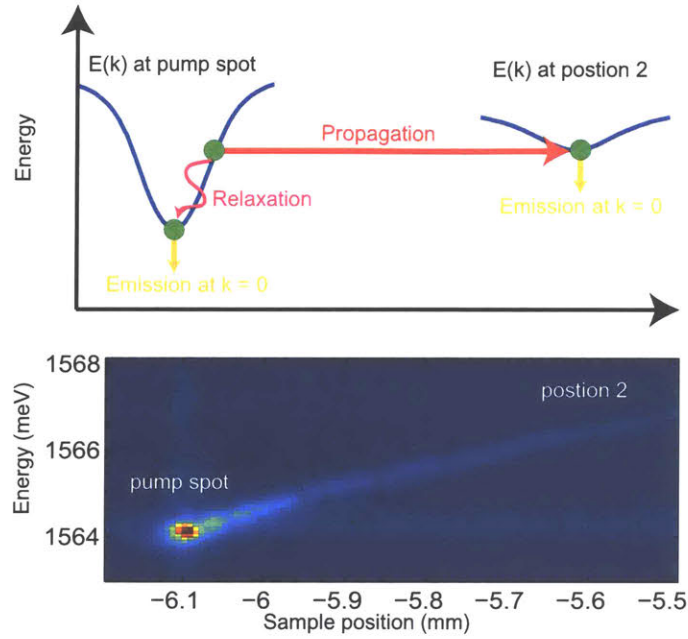 E(k) at pump spot
E(k) at postion 2
Energy
Propagation
Relaxation
Emission at k = 0
Emission at k = 0
1568
1566
1564
Energy (meV)
postion 2
pump spot
−6.1 −6 −5.9 −5.8 −5.7 −5.6 −5.5
Sample position (mm)